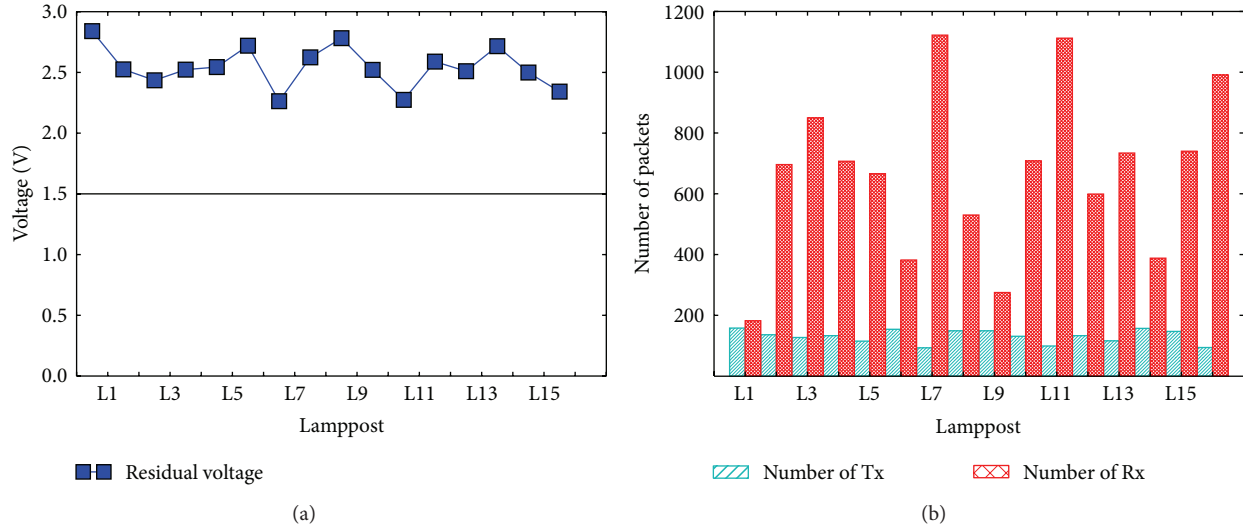 3.0
2.5
2.0
1.5
1.0
0.5
0.0
Voltage (V)
L1 L3 L5 L7 L9 L11 L13 L15
Lamppost
Residual voltage
(a)
1200
1000
800
600
400
200
Number of packets
L1 L3 L5 L7 L9 L11 L13 L15
Lamppost
Number of Tx
Number of Rx
(b)